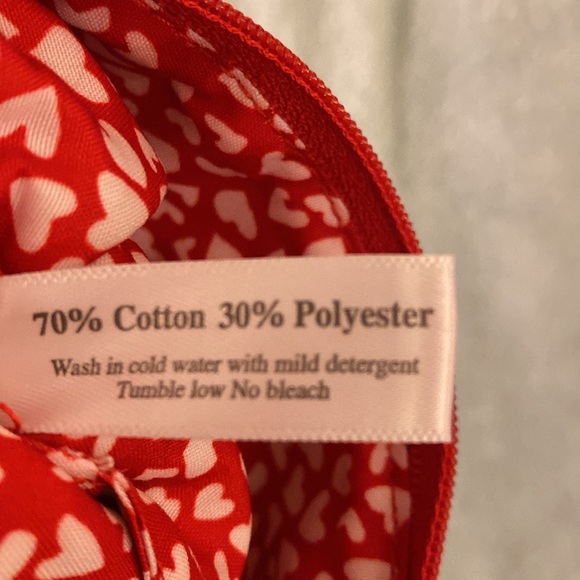 70% Cotton 30% Polyester
Wash in cold water with mild detergent
Tumble low No bleach